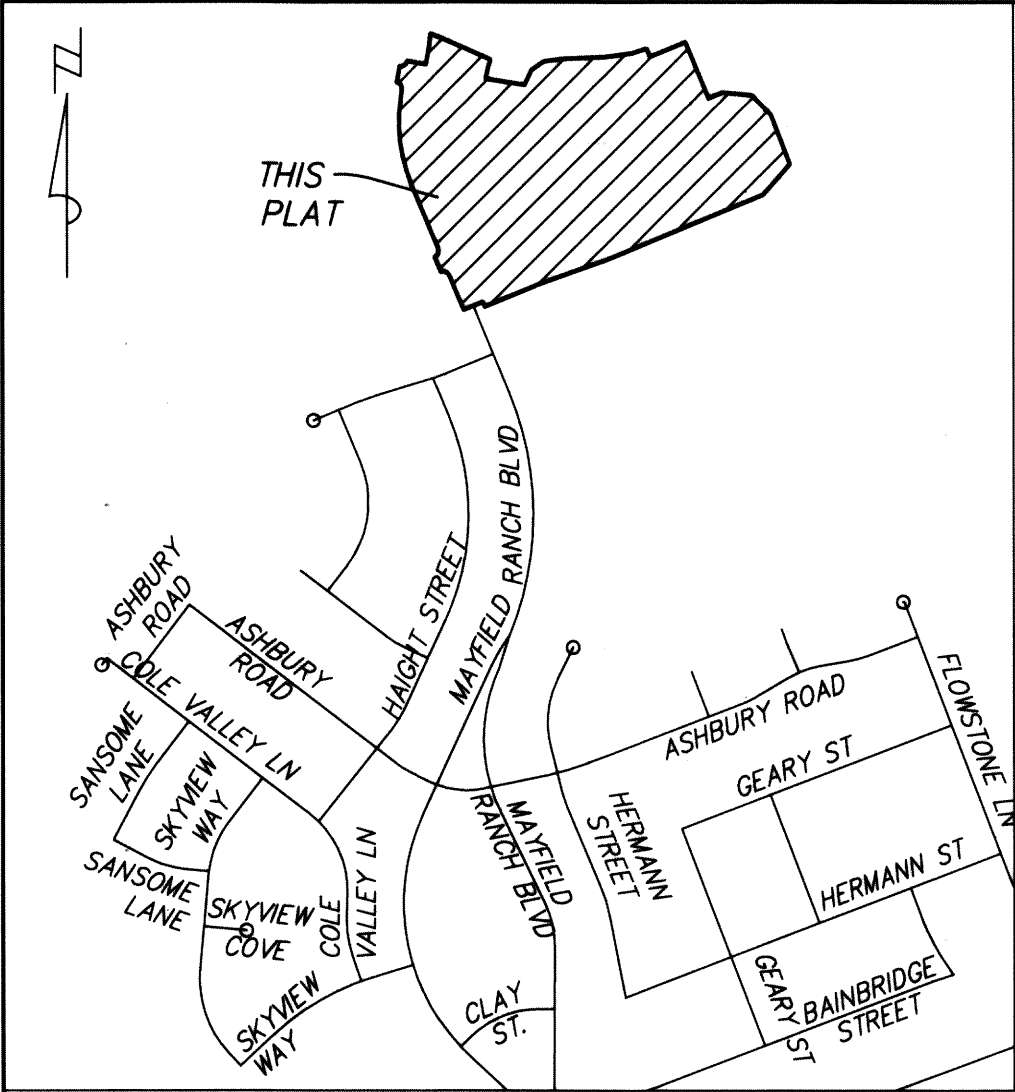 N
THIS
PLAT
MAYFIELD RANCH BLVD
HAIGHT STREET
ASHBURY
ROAD
ASHBURY
ROAD
COLE VALLEY LN
SANSOME
LANE
SKYVIEW
WAY
SANSOME
LANE
SKYVIEW
COVE
COLE
VALLEY LN
SKYVIEW
WAY
CLAY
ST.
MAYFIELD
RANCH BLVD
HERMANN
STREET
ASHBURY ROAD
GEARY ST
FLOWSTONE LN
HERMANN ST
GEARY ST
BAINBRIDGE
STREET